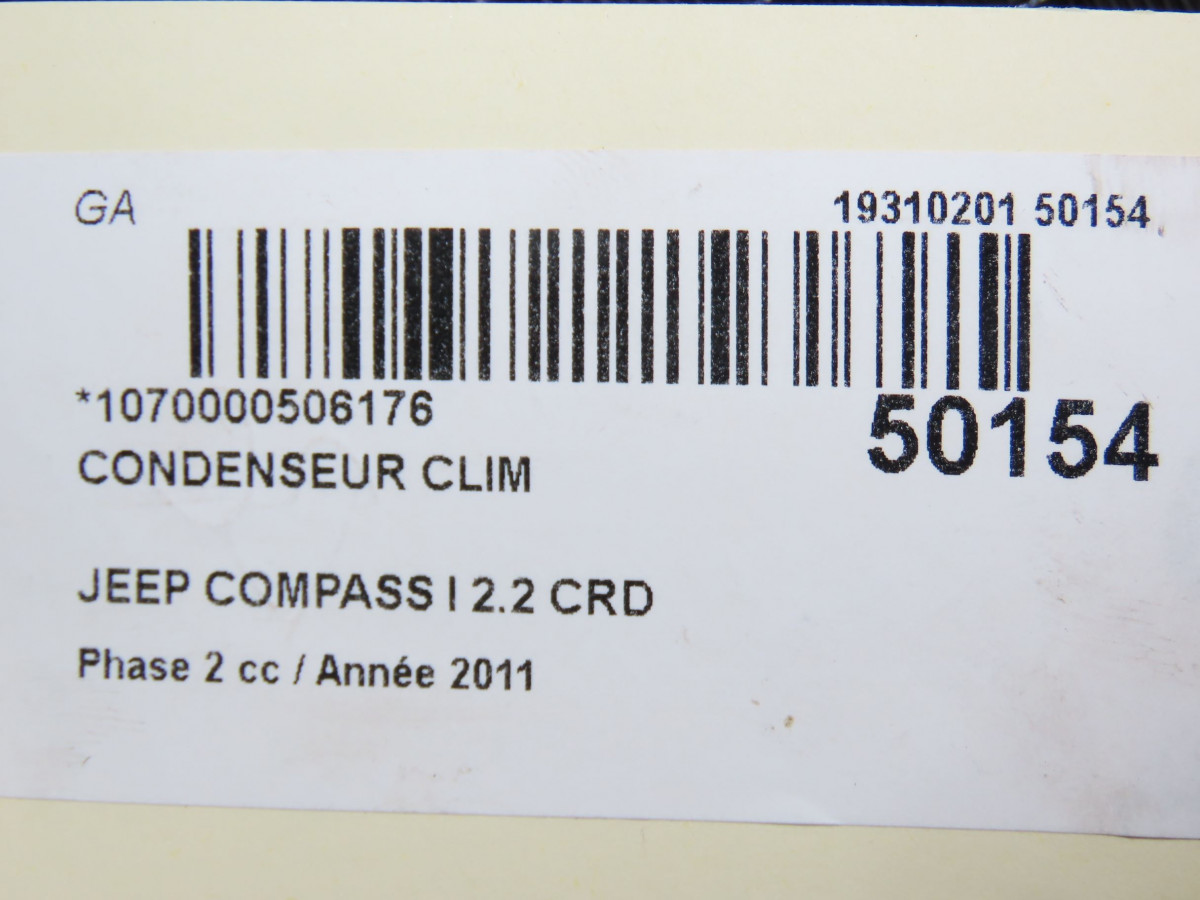 GA
19310201 50154
*1070000506176
50154
CONDENSEUR CLIM
JEEP COMPASS I 2.2 CRD
Phase 2 cc / Année 2011